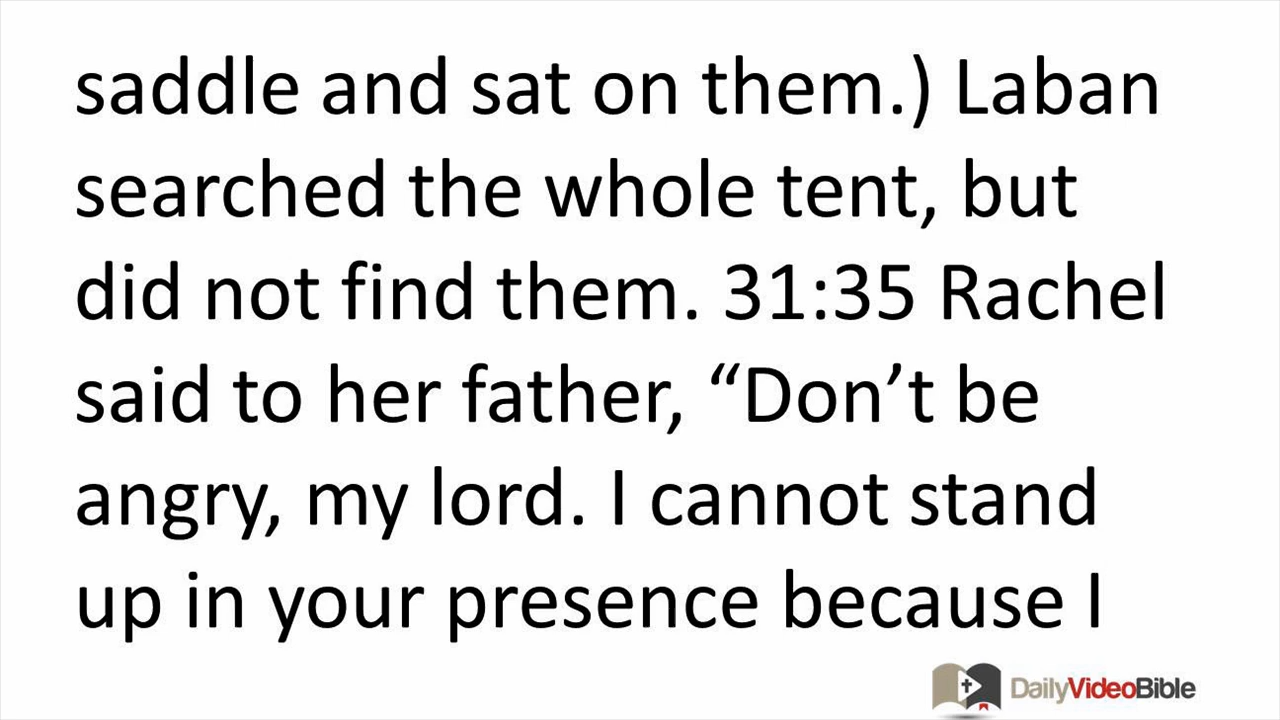 saddle and sat on them.) Laban
searched the whole tent, but
did not find them. 31:35 Rachel
said to her father, “Don’t be
angry, my lord. I cannot stand
up in your presence because I
DailyVideoBible